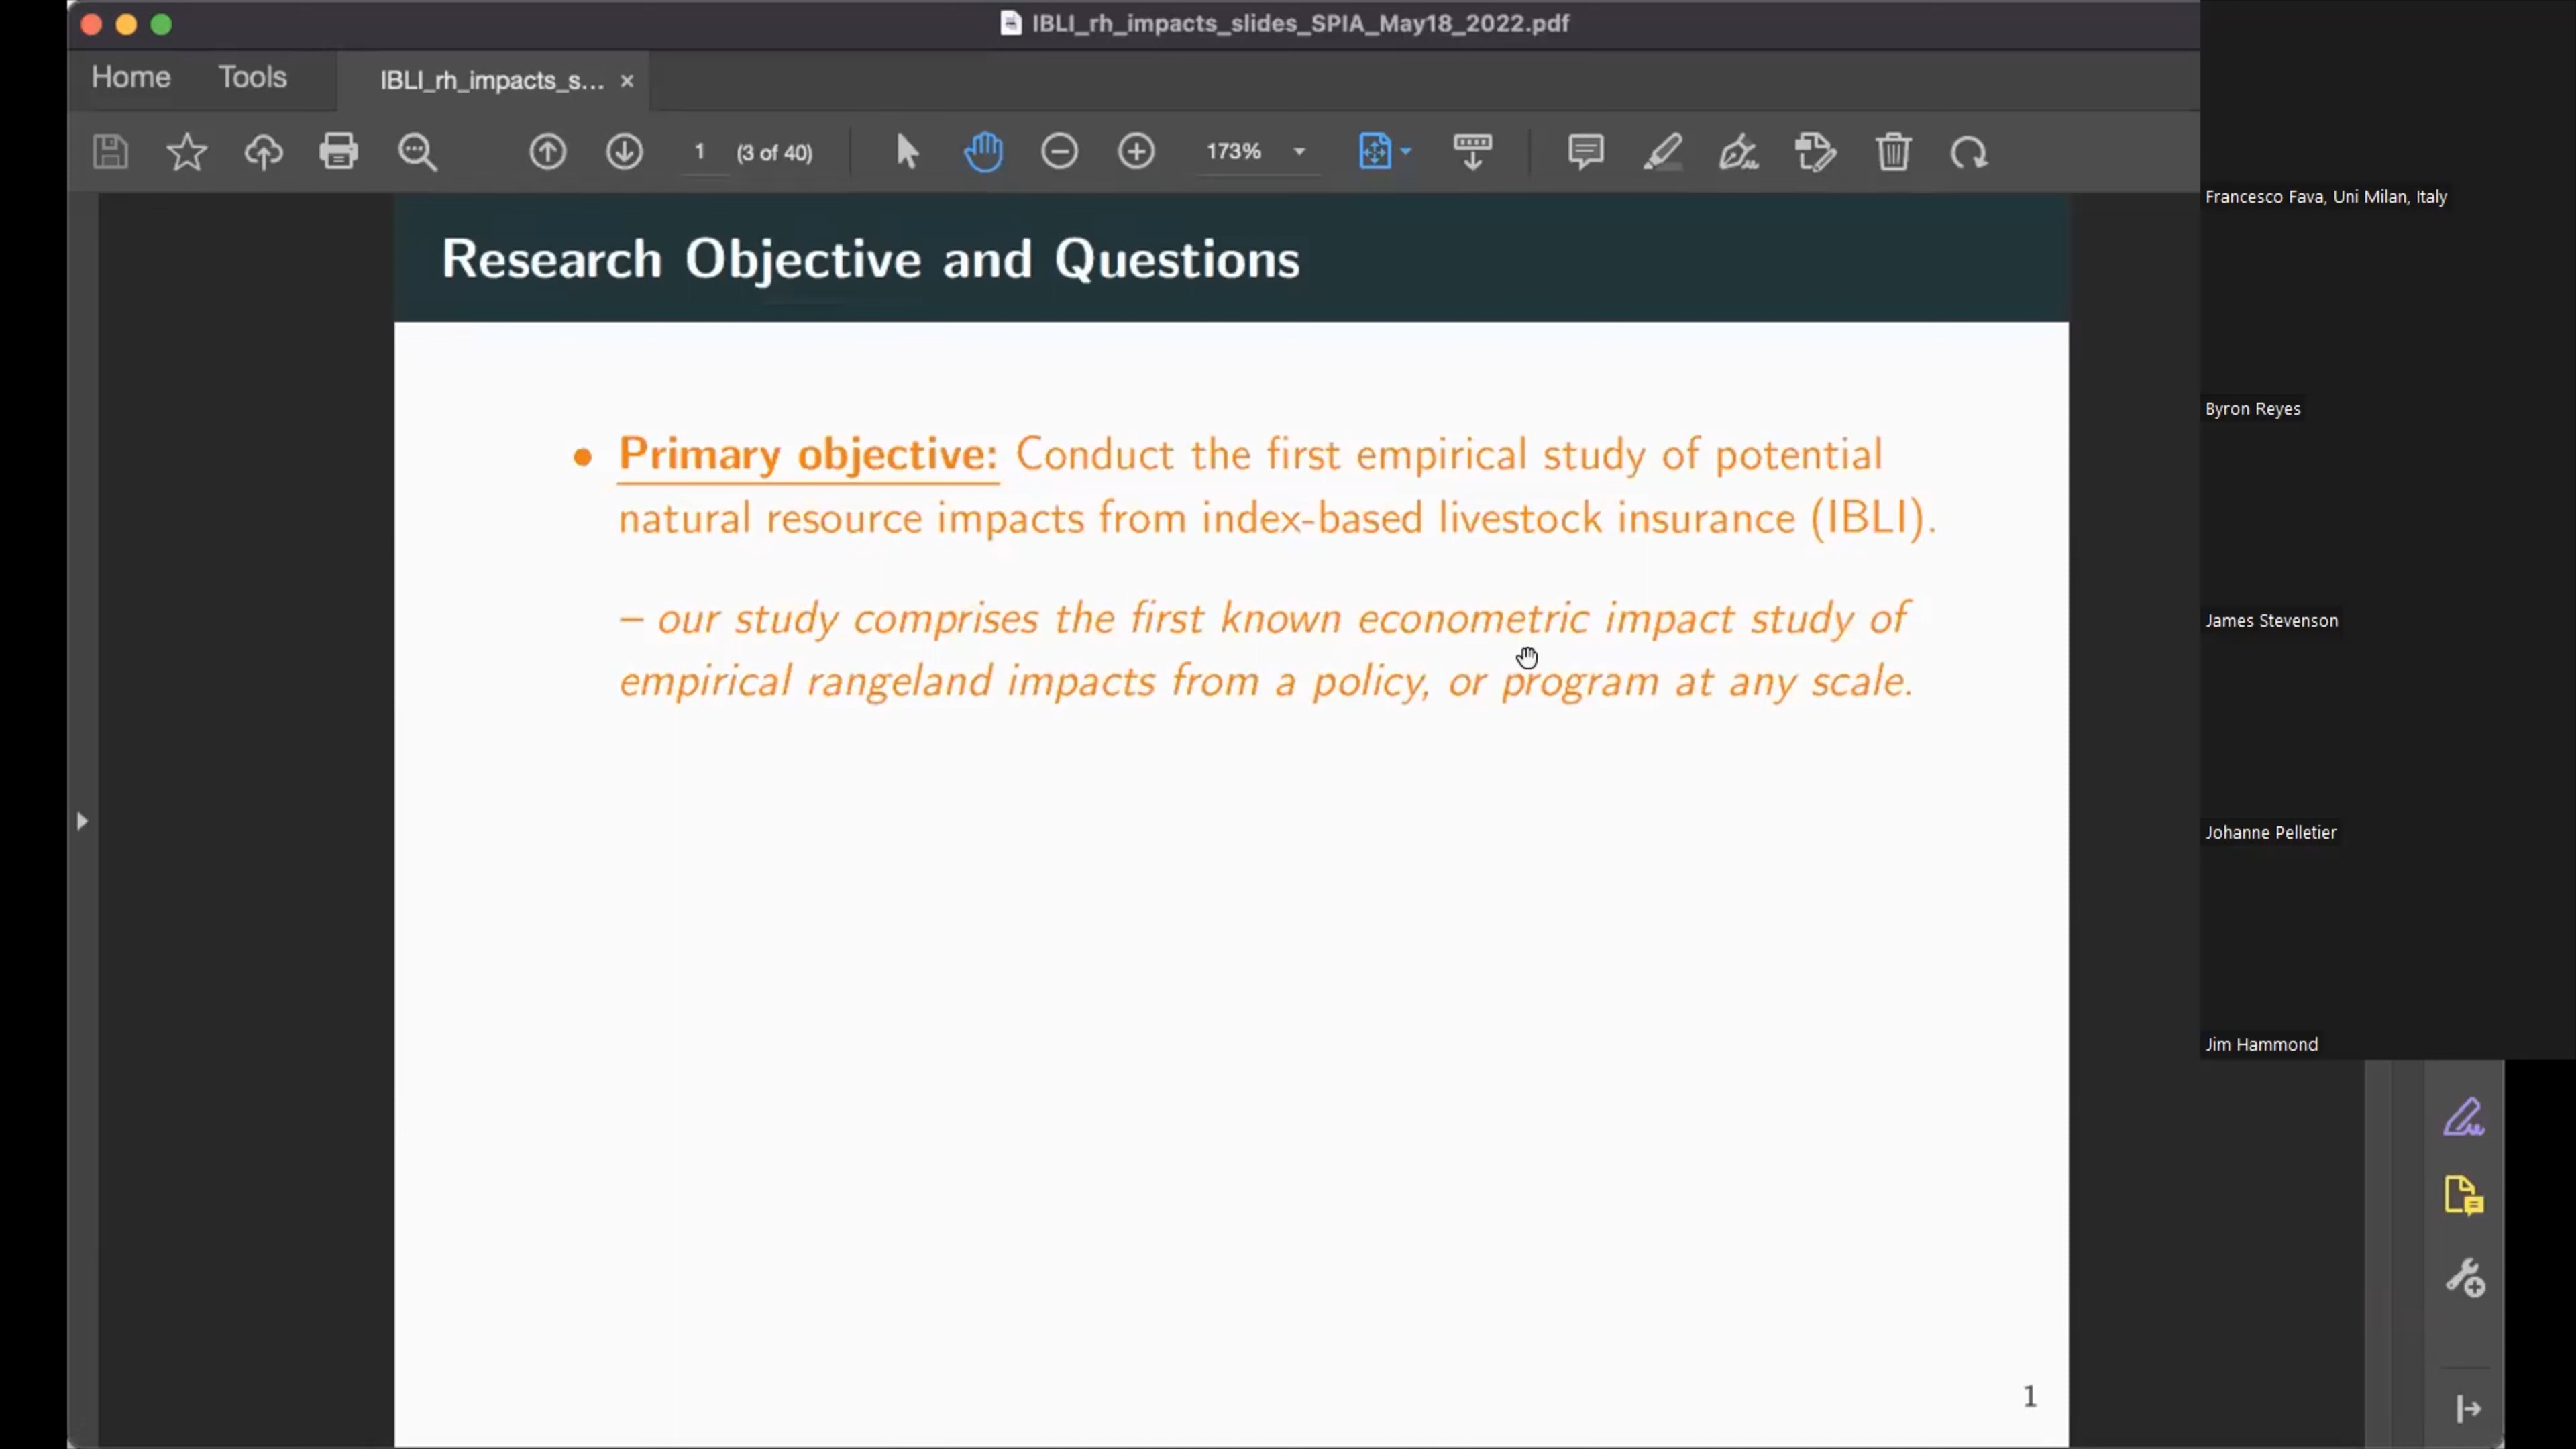 IBLI_rh_impacts_slides_SPIA_May18_2022.pdf
Home Tools IBLI_rh_impacts_s... ×
1 (3 of 40) 173%
Research Objective and Questions
• Primary objective: Conduct the first empirical study of potential
natural resource impacts from index-based livestock insurance (IBLI).
– our study comprises the first known econometric impact study of
empirical rangeland impacts from a policy, or program at any scale.
1
Francesco Fava, Uni Milan, Italy
Byron Reyes
James Stevenson
Johanne Pelletier
Jim Hammond